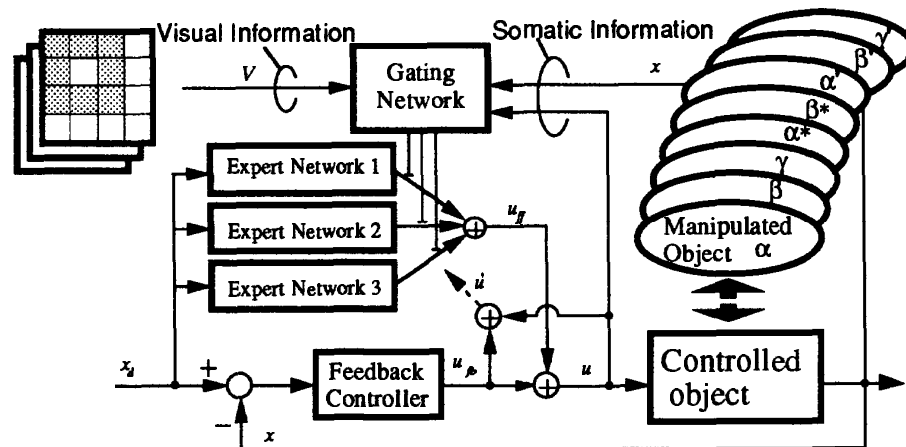 Visual Information
Somatic Information
V
Gating
Network
x
γ'
β'
α'
β*
α*
γ
β
Manipulated
Object α
Expert Network 1
Expert Network 2
Expert Network 3
u_ff
u'
x_d
+
Feedback
Controller
u_fb
u
Controlled
object
−
x